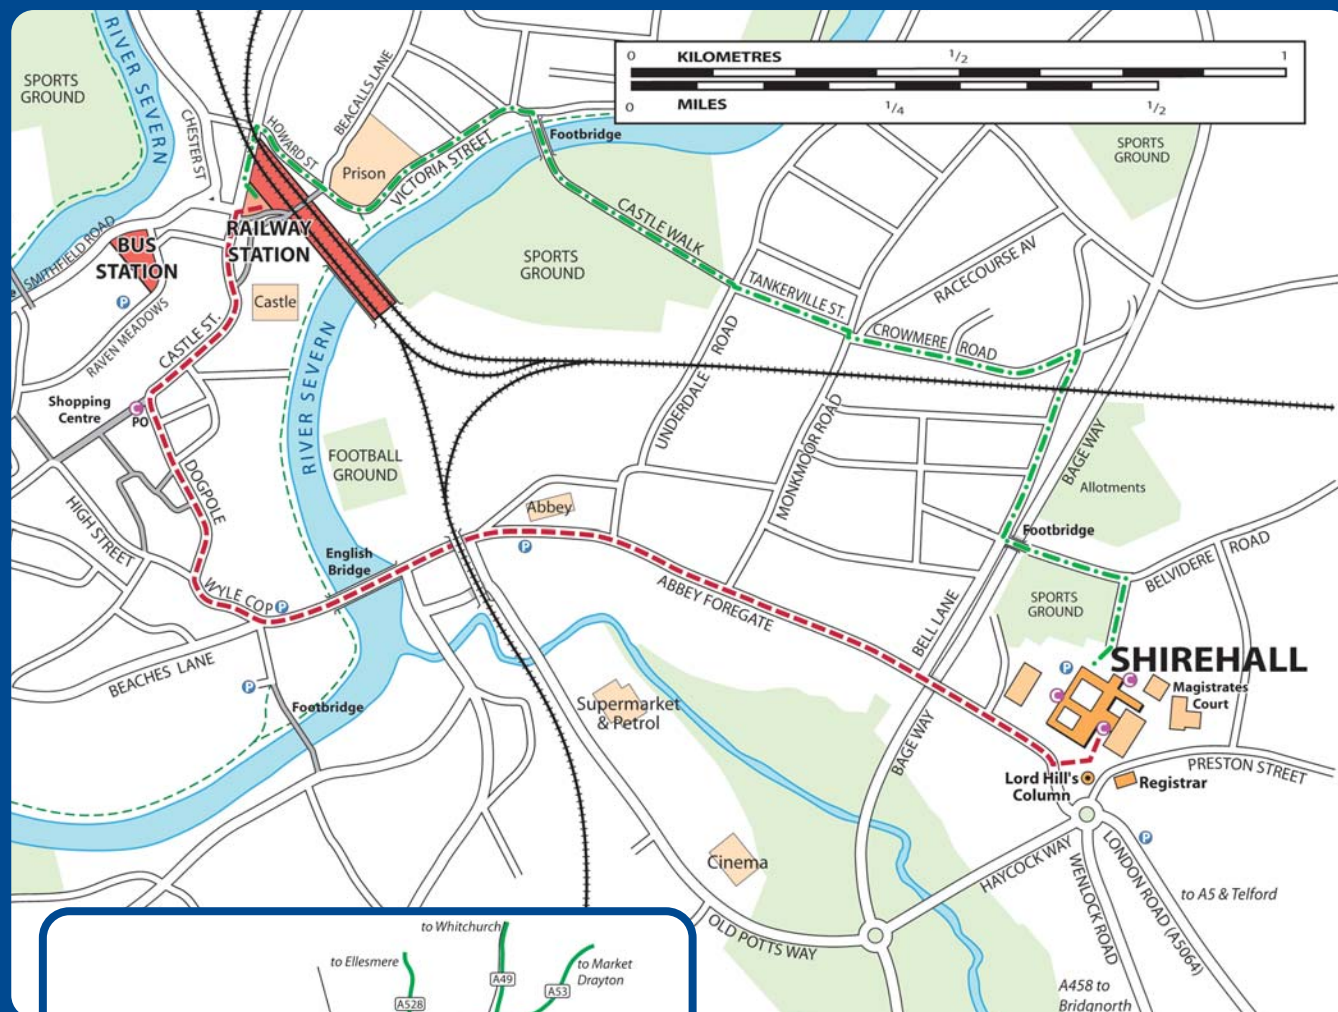 0
KILOMETRES
1/2
1
0
MILES
1/4
1/2
SPORTS
GROUND
RIVER SEVERN
CHESTER ST
HOWARD ST
BEACALLS LANE
Prison
VICTORIA STREET
Footbridge
SPORTS
GROUND
SMITHFIELD ROAD
BUS
STATION
RAILWAY
STATION
CASTLE WALK
SPORTS
GROUND
RACECOURSE AV
P
Castle
RAVEN MEADOWS
CASTLE ST.
TANKERVILLE ST.
CROWMERE ROAD
RIVER SEVERN
UNDERDALE ROAD
Shopping
Centre
C
PO
MONKMOOR ROAD
BAGE WAY
FOOTBALL
GROUND
DOGPOLE
HIGH STREET
Allotments
Abbey
P
Footbridge
English
Bridge
BELVIDERE ROAD
WYLE COP
P
ABBEY FOREGATE
BELL LANE
SPORTS
GROUND
BEACHES LANE
P
Footbridge
SHIREHALL
P
C
C
C
Magistrates
Court
Supermarket
& Petrol
BAGE WAY
Lord Hill's
Column
Registrar
PRESTON STREET
P
Cinema
HAYCOCK WAY
WENLOCK ROAD
LONDON ROAD (A5064)
to A5 & Telford
OLD POTTS WAY
A458 to
Bridgnorth
to Whitchurch
to Ellesmere
to Market
Drayton
A49
A53
A528